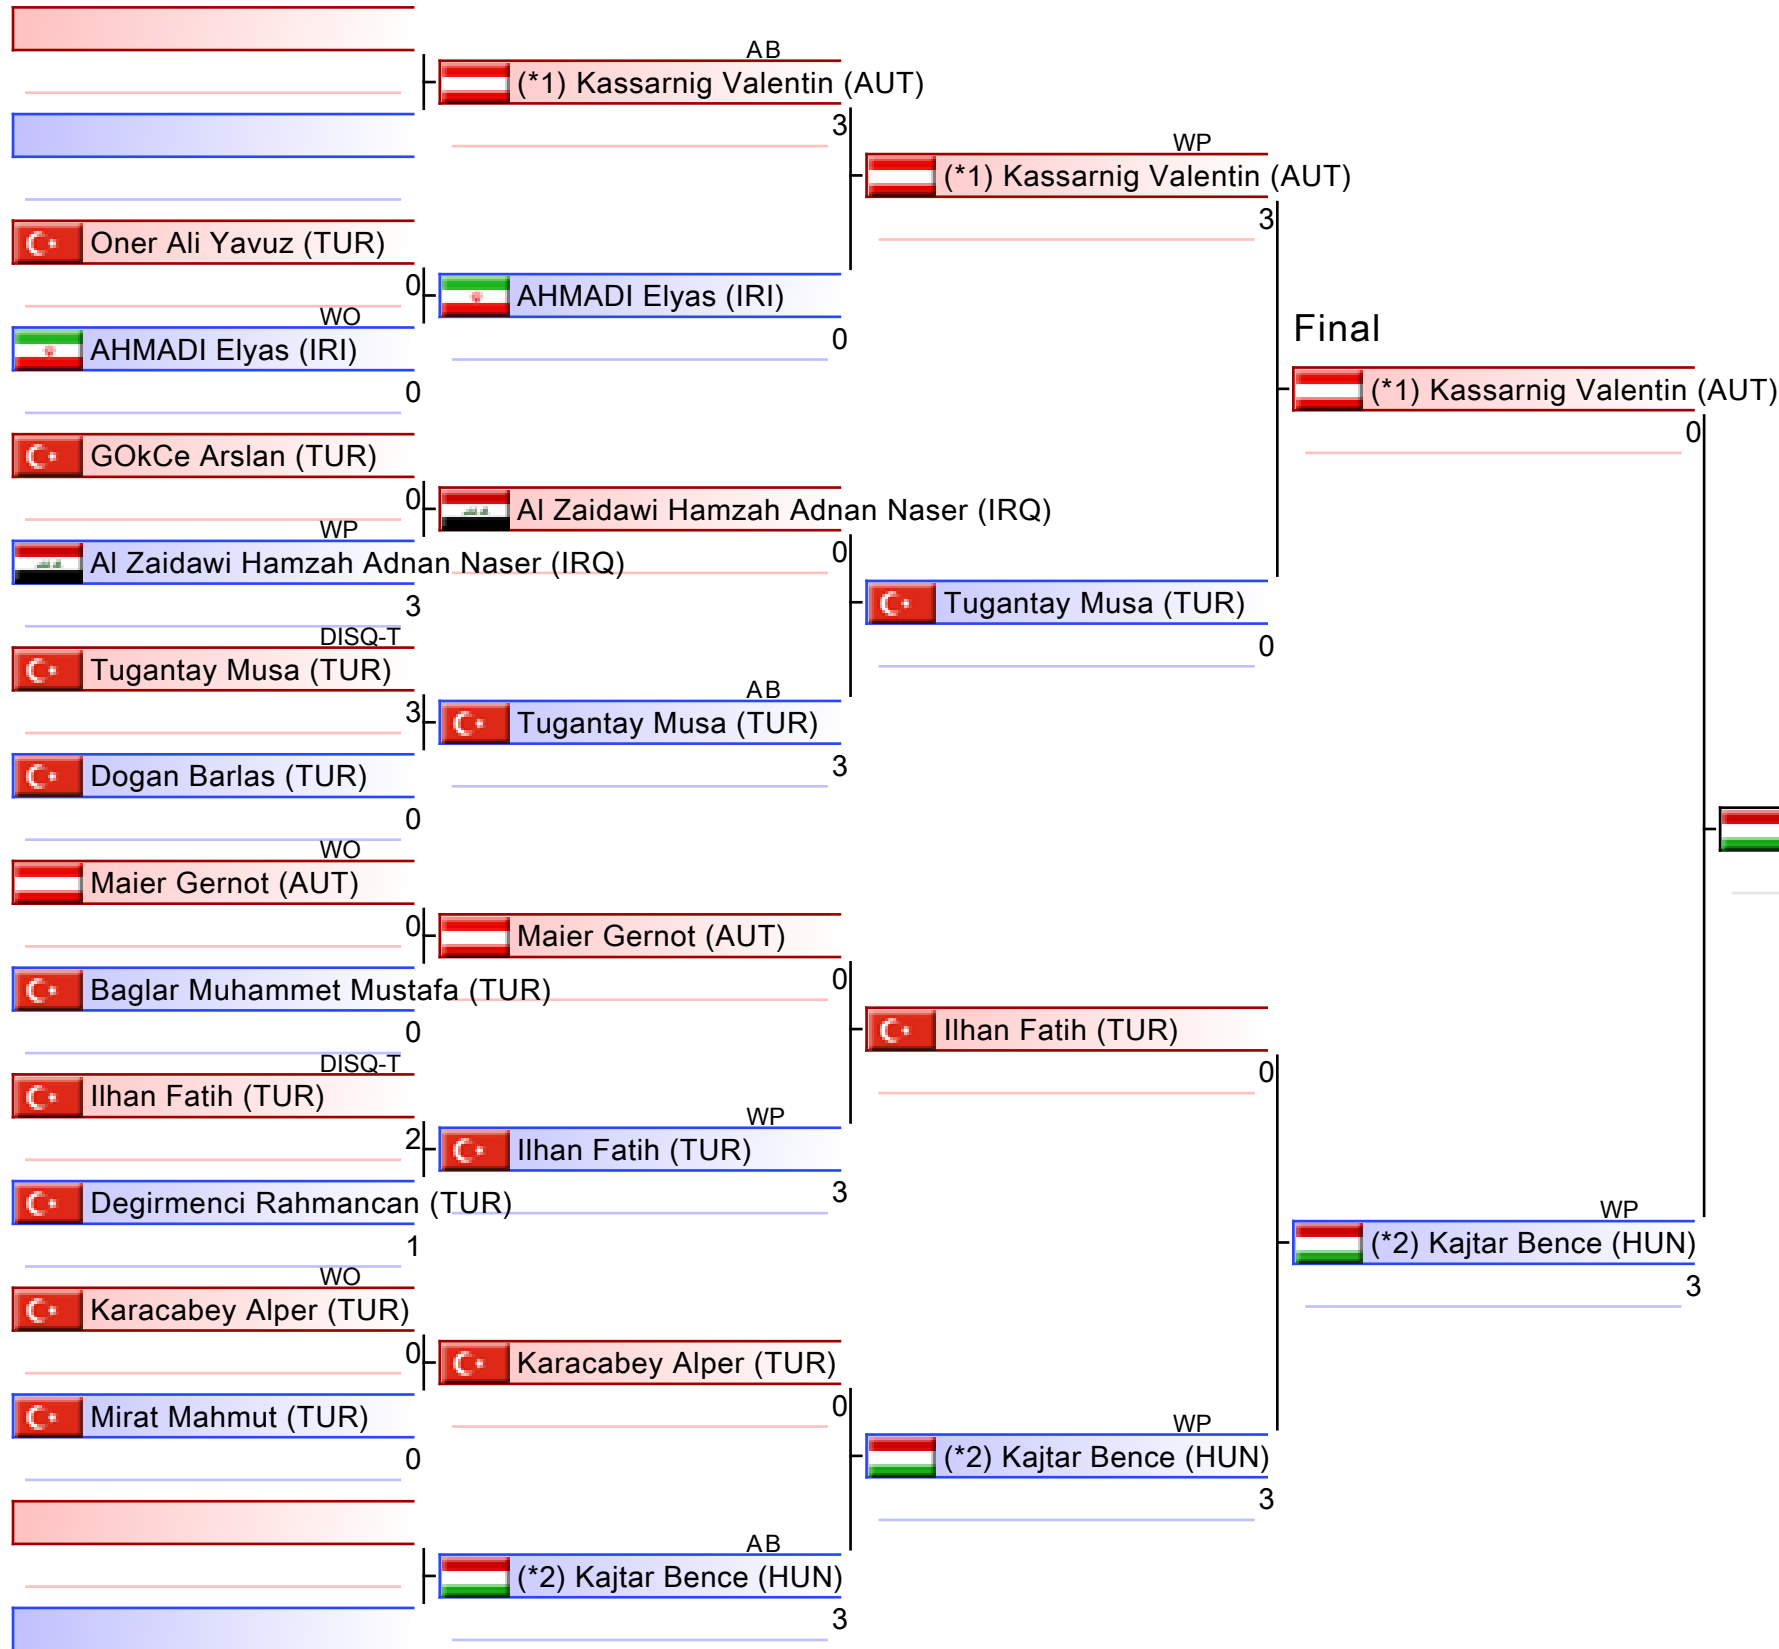 AB
(*1) Kassarnig Valentin (AUT)
3
WP
(*1) Kassarnig Valentin (AUT)
3
Oner Ali Yavuz (TUR)
0
AHMADI Elyas (IRI)
WO
AHMADI Elyas (IRI)
0
0
Final
(*1) Kassarnig Valentin (AUT)
0
GOkCe Arslan (TUR)
0
Al Zaidawi Hamzah Adnan Naser (IRQ)
WP
0
Al Zaidawi Hamzah Adnan Naser (IRQ)
3
Tugantay Musa (TUR)
0
DISQ-T
Tugantay Musa (TUR)
3
AB
Tugantay Musa (TUR)
3
Dogan Barlas (TUR)
0
WO
Maier Gernot (AUT)
0
Maier Gernot (AUT)
0
Baglar Muhammet Mustafa (TUR)
0
Ilhan Fatih (TUR)
0
DISQ-T
Ilhan Fatih (TUR)
2
WP
Ilhan Fatih (TUR)
3
Degirmenci Rahmancan (TUR)
1
WP
(*2) Kajtar Bence (HUN)
3
WO
Karacabey Alper (TUR)
0
Karacabey Alper (TUR)
0
Mirat Mahmut (TUR)
0
WP
(*2) Kajtar Bence (HUN)
3
AB
(*2) Kajtar Bence (HUN)
3